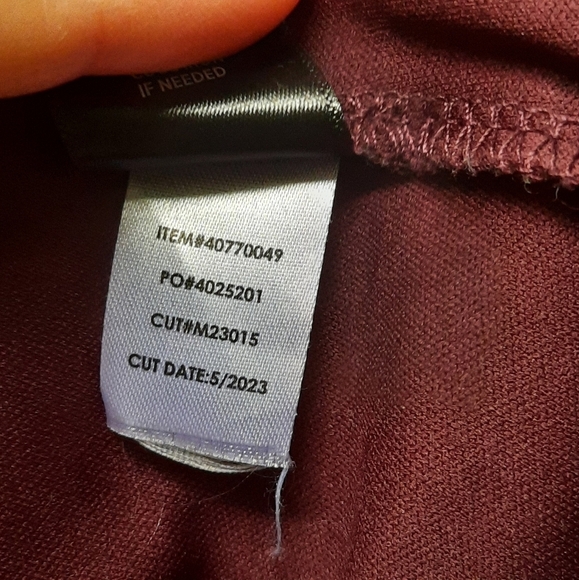 IF NEEDED
ITEM#40770049
PO#4025201
CUT#M23015
CUT DATE:5/2023